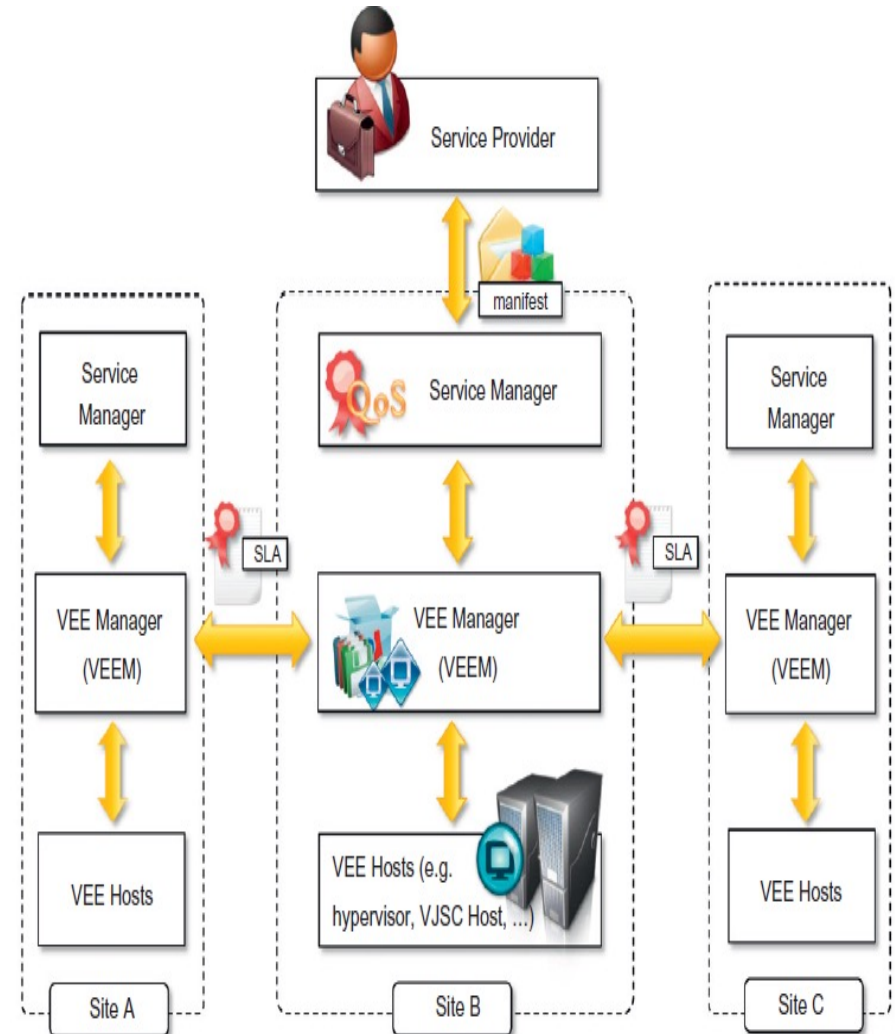 Service Provider
manifest
Service
Manager
QoS
Service Manager
Service
Manager
SLA
SLA
VEE Manager
(VEEM)
VEE Manager
(VEEM)
VEE Manager
(VEEM)
VEE Hosts
VEE Hosts (e.g.
hypervisor, VJSC Host, ...)
VEE Hosts
Site A
Site B
Site C